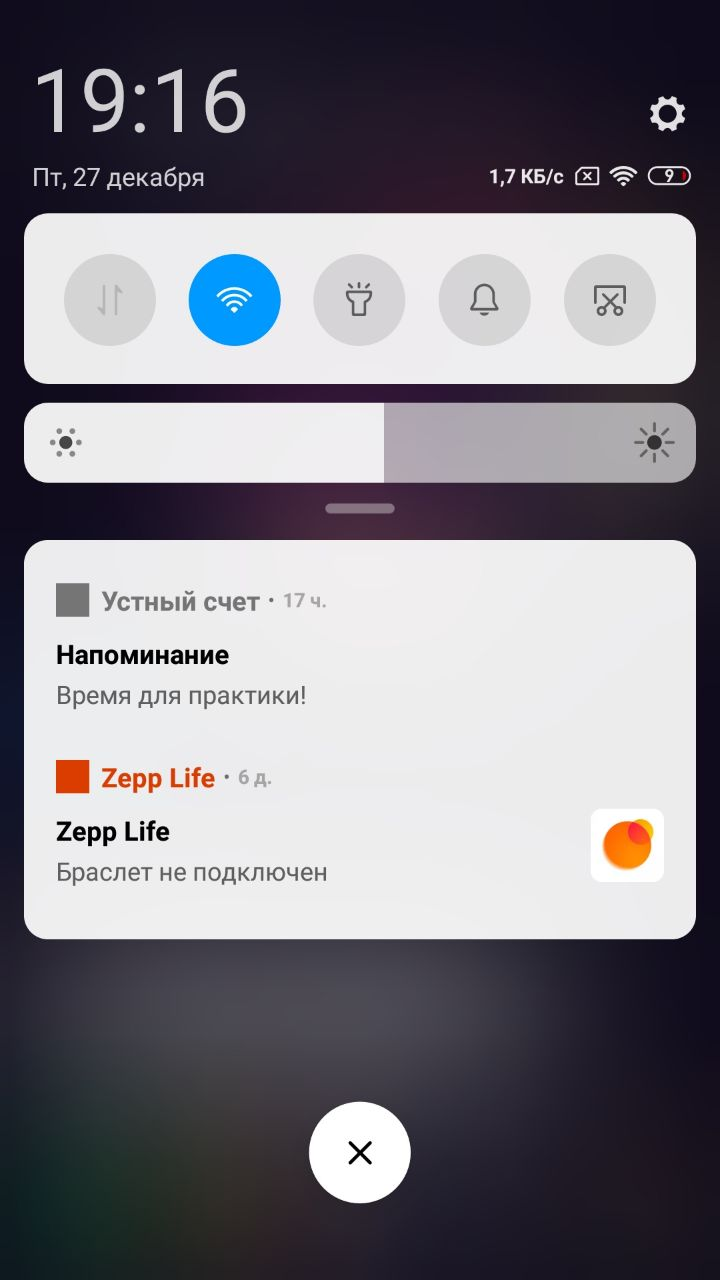 19:16
Пт, 27 декабря
1,7 КБ/с
9
Устный счет • 17 ч.
Напоминание
Время для практики!
Zepp Life • 6 д.
Zepp Life
Браслет не подключен